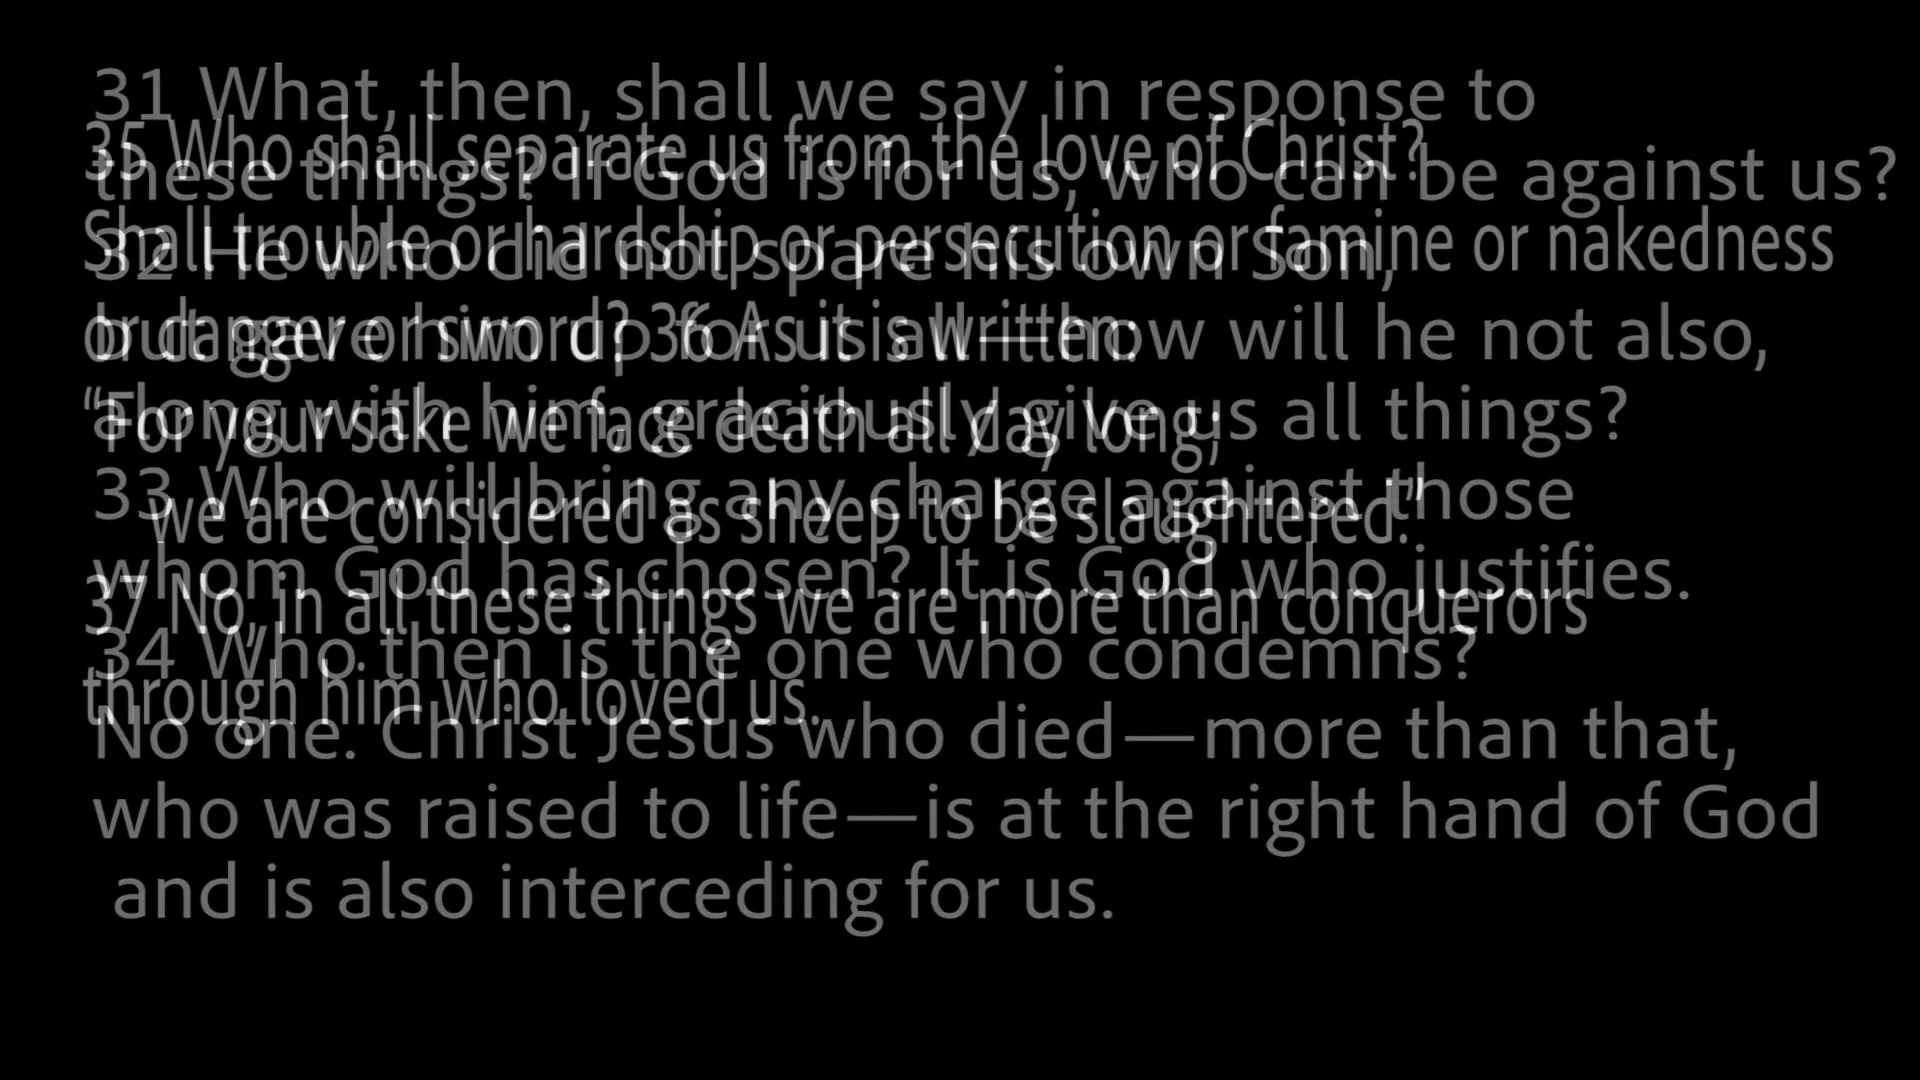 31 What, then, shall we say in response to
these things? If God is for us, who can be against us?
32 He who did not spare his own Son,
but gave him up for us all—how will he not also,
along with him, graciously give us all things?
33 Who will bring any charge against those
whom God has chosen? It is God who justifies.
34 Who then is the one who condemns?
No one. Christ Jesus who died—more than that,
who was raised to life—is at the right hand of God
and is also interceding for us.
35 Who shall separate us from the love of Christ?
Shall trouble or hardship or persecution or famine or nakedness
or danger or sword? 36 As it is written:
“For your sake we face death all day long;
we are considered as sheep to be slaughtered.”
37 No, in all these things we are more than conquerors
through him who loved us.